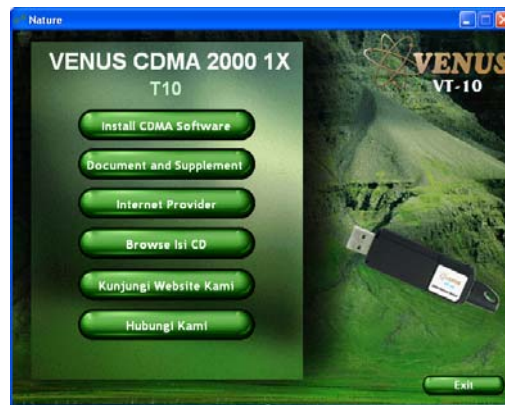 Nature
VENUS CDMA 2000 1X
T10
VENUS
VT-10
Install CDMA Software
Document and Supplement
Internet Provider
Browse Isi CD
Kunjungi Website Kami
Hubungi Kami
Exit